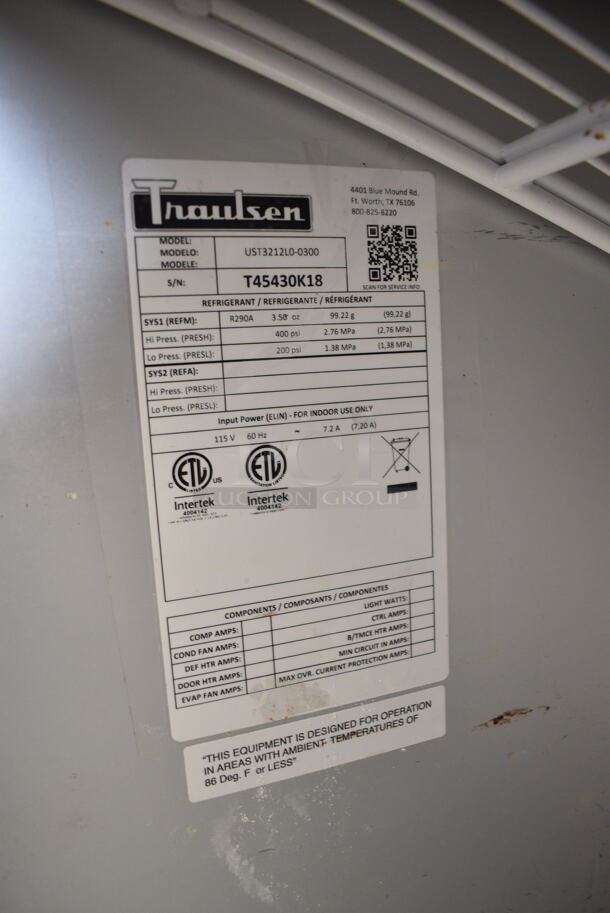 Traulsen
4401 Blue Mound Rd.
Ft. Worth, TX 76106
800-825-8220
MODEL:
MODELO:
MODELE:
UST3212L0-0300
S/N:
T45430K18
SCAN FOR SERVICE INFO
REFRIGERANT / REFRIGERANTE / RÉFRIGÉRANT
SYS1 (REFM): R290A 3.50 oz 99.22 g (99,22 g)
Hi Press. (PRESH): 400 psi 2.76 MPa (2,76 MPa)
Lo Press. (PRESL): 200 psi 1.38 MPa (1,38 MPa)
SYS2 (REFA):
Hi Press. (PRESH):
Lo Press. (PRESL):
Input Power (ELIN) - FOR INDOOR USE ONLY
115 V 60 Hz ~ 7.2 A (7,20 A)
C ETL US
LISTED
Intertek
4004142
ETL
Intertek
4004142
AUCTION GROUP
COMPONENTS / COMPOSANTS / COMPONENTES
COMP AMPS: LIGHT WATTS:
COND FAN AMPS: CTRL AMPS:
DEF HTR AMPS: B/TMCE HTR AMPS:
DOOR HTR AMPS: MIN CIRCUIT IN AMPS:
EVAP FAN AMPS: MAX OVR. CURRENT PROTECTION AMPS:
"THIS EQUIPMENT IS DESIGNED FOR OPERATION
IN AREAS WITH AMBIENT TEMPERATURES OF
86 Deg. F or LESS"